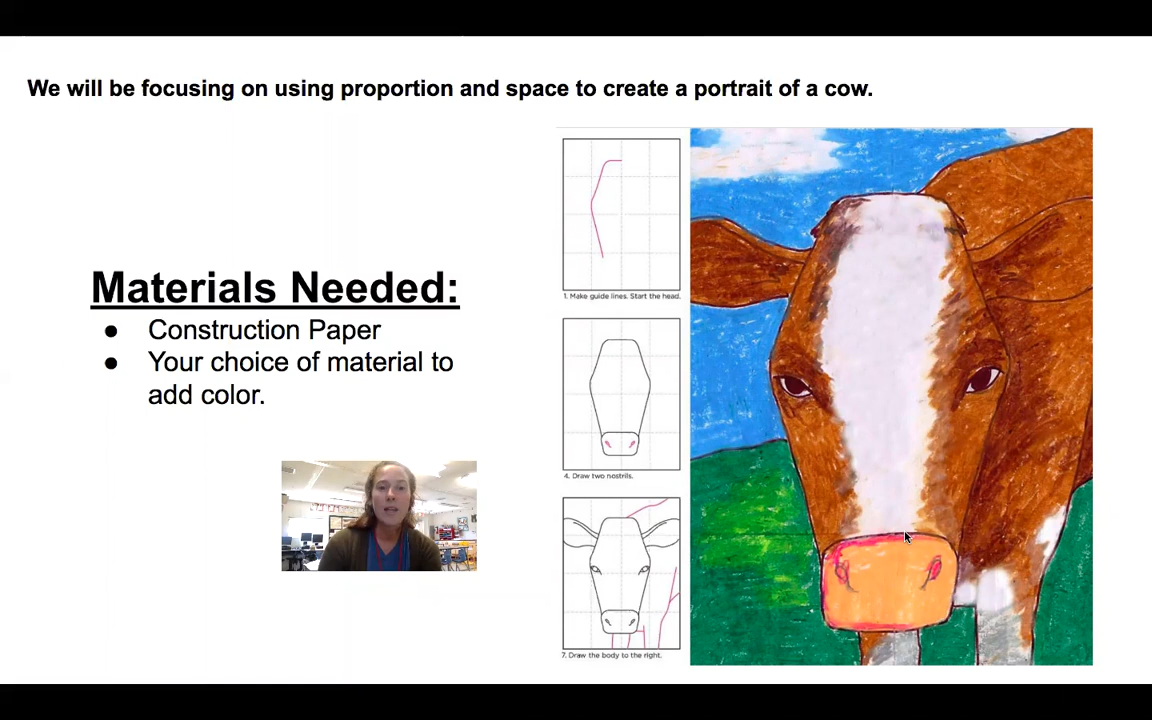 We will be focusing on using proportion and space to create a portrait of a cow.
Materials Needed:
● Construction Paper
● Your choice of material to
add color.
1. Make guide lines. Start the head.
4. Draw two nostrils.
7. Draw the body to the right.